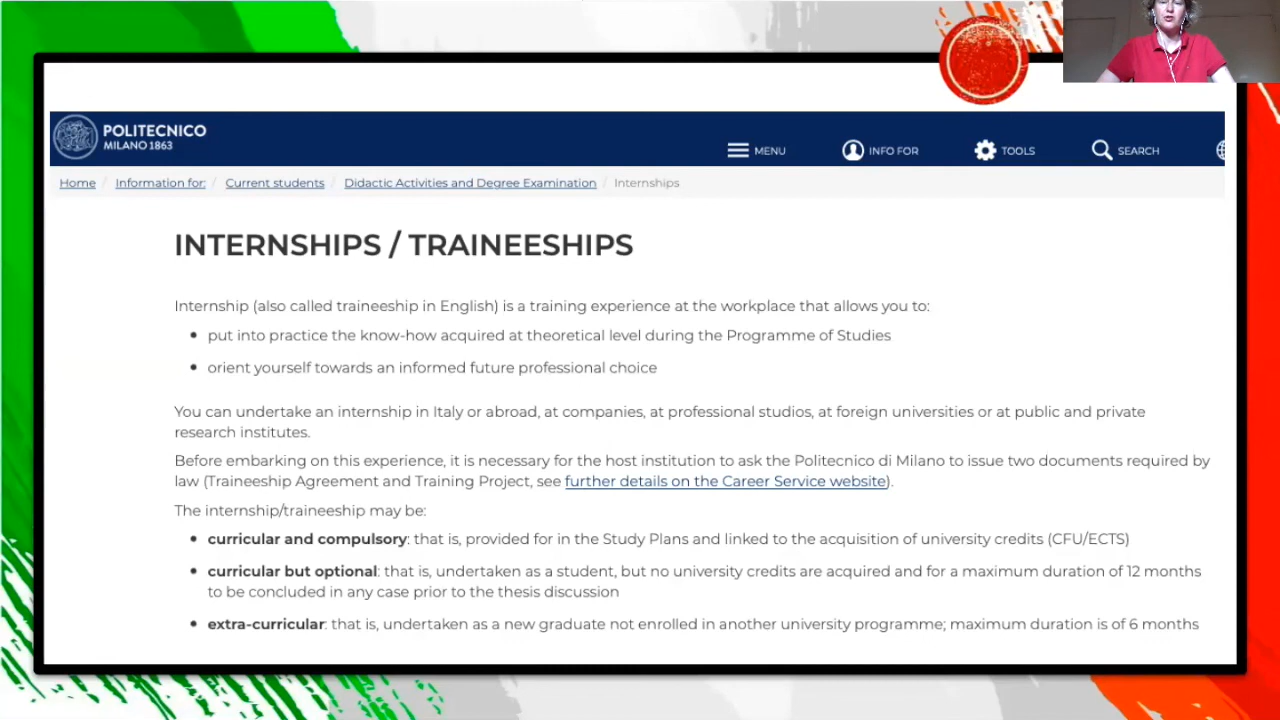 POLITECNICO
MILANO 1863
MENU
INFO FOR
TOOLS
SEARCH
Home / Information for: / Current students / Didactic Activities and Degree Examination / Internships
INTERNSHIPS / TRAINEESHIPS
Internship (also called traineeship in English) is a training experience at the workplace that allows you to:
• put into practice the know-how acquired at theoretical level during the Programme of Studies
• orient yourself towards an informed future professional choice
You can undertake an internship in Italy or abroad, at companies, at professional studios, at foreign universities or at public and private
research institutes.
Before embarking on this experience, it is necessary for the host institution to ask the Politecnico di Milano to issue two documents required by
law (Traineeship Agreement and Training Project, see further details on the Career Service website).
The internship/traineeship may be:
• curricular and compulsory: that is, provided for in the Study Plans and linked to the acquisition of university credits (CFU/ECTS)
• curricular but optional: that is, undertaken as a student, but no university credits are acquired and for a maximum duration of 12 months
to be concluded in any case prior to the thesis discussion
• extra-curricular: that is, undertaken as a new graduate not enrolled in another university programme; maximum duration is of 6 months